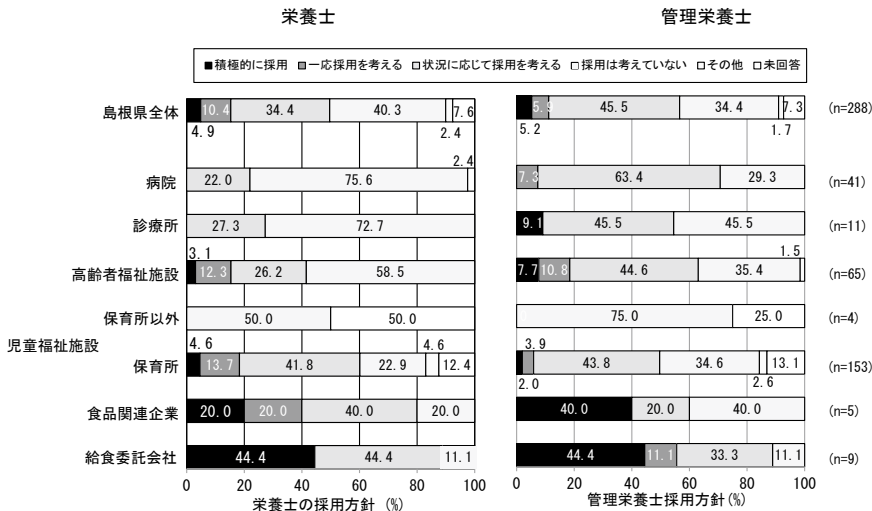 栄養士 管理栄養士
■積極的に採用 ■一応採用を考える □状況に応じて採用を考える □採用は考えていない □その他 □未回答
島根県全体 10.4 34.4 40.3 7.6 5.9 45.5 34.4 7.3 (n=288)
4.9 2.4 5.2 1.7
2.4
病院 22.0 75.6 7.3 63.4 29.3 (n=41)
診療所 27.3 72.7 9.1 45.5 45.5 (n=11)
3.1 1.5
高齢者福祉施設 12.3 26.2 58.5 7.7 10.8 44.6 35.4 (n=65)
保育所以外 50.0 50.0 75.0 25.0 (n=4)
児童福祉施設 4.6 4.6 3.9
保育所 13.7 41.8 22.9 12.4 43.8 34.6 13.1 (n=153)
2.0 2.6
食品関連企業 20.0 20.0 40.0 20.0 40.0 20.0 40.0 (n=5)
給食委託会社 44.4 44.4 11.1 44.4 11.1 33.3 11.1 (n=9)
0 20 40 60 80 100 0 20 40 60 80 100
栄養士の採用方針 (%) 管理栄養士採用方針(%)